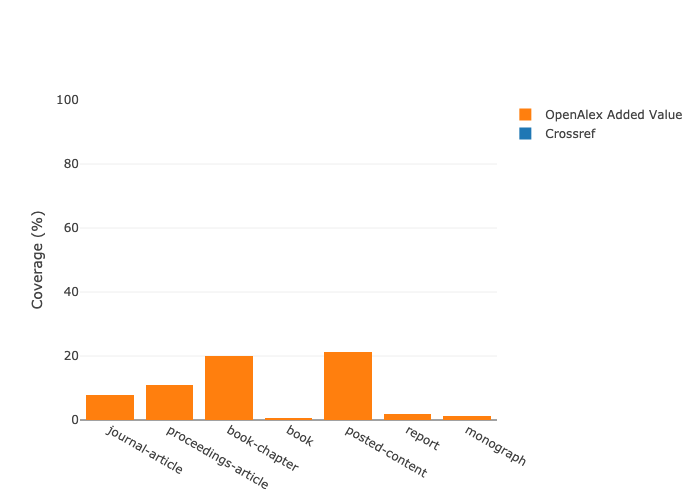 100
80
60
40
20
0
Coverage (%)
journal-article
proceedings-article
book-chapter
book
posted-content
report
monograph
OpenAlex Added Value
Crossref